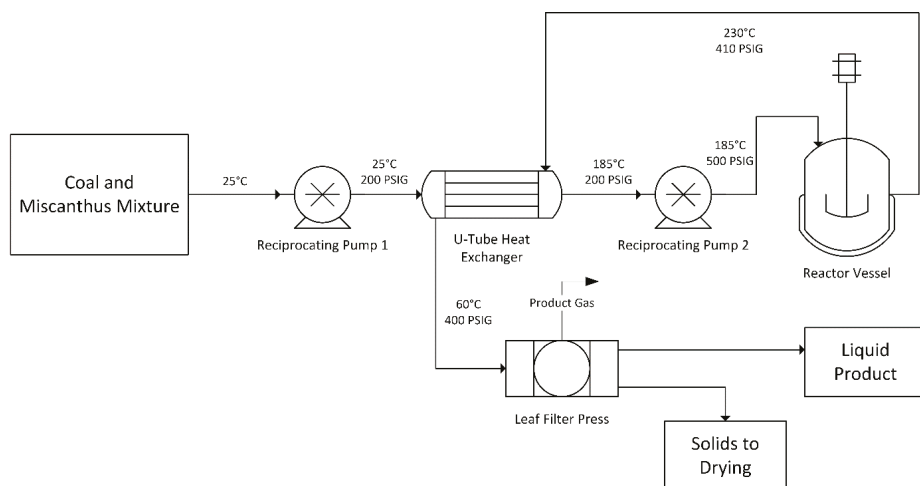 230°C
410 PSIG
Coal and
Miscanthus Mixture
25°C
25°C
200 PSIG
185°C
200 PSIG
185°C
500 PSIG
Reciprocating Pump 1
U-Tube Heat
Exchanger
Reciprocating Pump 2
Reactor Vessel
60°C
400 PSIG
Product Gas
Leaf Filter Press
Liquid
Product
Solids to
Drying